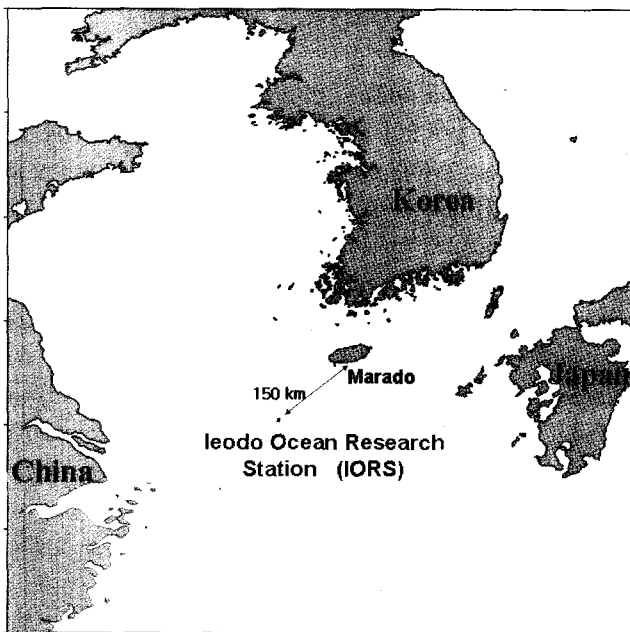 Korea
Marado
Japan
150 km
Ieodo Ocean Research
Station (IORS)
China